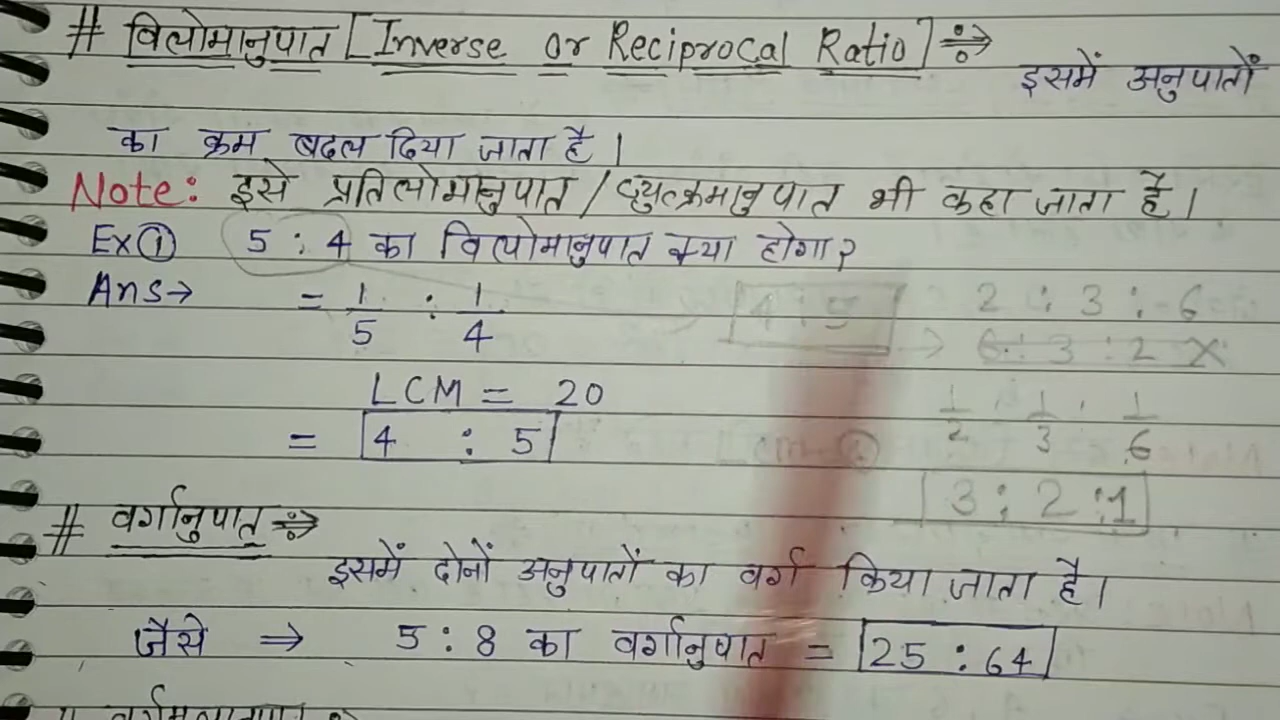 # विलोमानुपात [Inverse or Reciprocal Ratio] ⇒ इसमें अनुपातों
का क्रम बदल दिया जाता है।
Note: इसे प्रतिलोमानुपात / व्युत्क्रमानुपात भी कहा जाता है।
Ex① 5 : 4 का विलोमानुपात क्या होगा?
Ans→ = 1/5 : 1/4
LCM = 20
= 4 : 5
4 : 5
2 : 3 : 6
→ 6 : 3 : 2 ×
1/2 : 1/3 : 1/6
3 : 2 : 1
# वर्गानुपात ⇒
इसमें दोनों अनुपातों का वर्ग किया जाता है।
जैसे ⇒ 5 : 8 का वर्गानुपात = 25 : 64